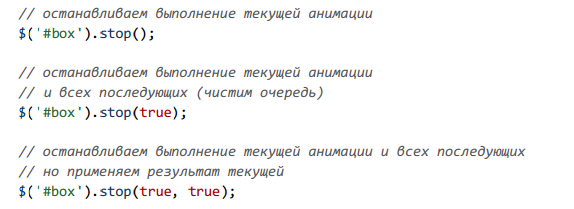 // останавливаем выполнение текущей анимации
$('#box').stop();
// останавливаем выполнение текущей анимации
// и всех последующих (чистим очередь)
$('#box').stop(true);
// останавливаем выполнение текущей анимации и всех последующих
// но применяем результат текущей
$('#box').stop(true, true);